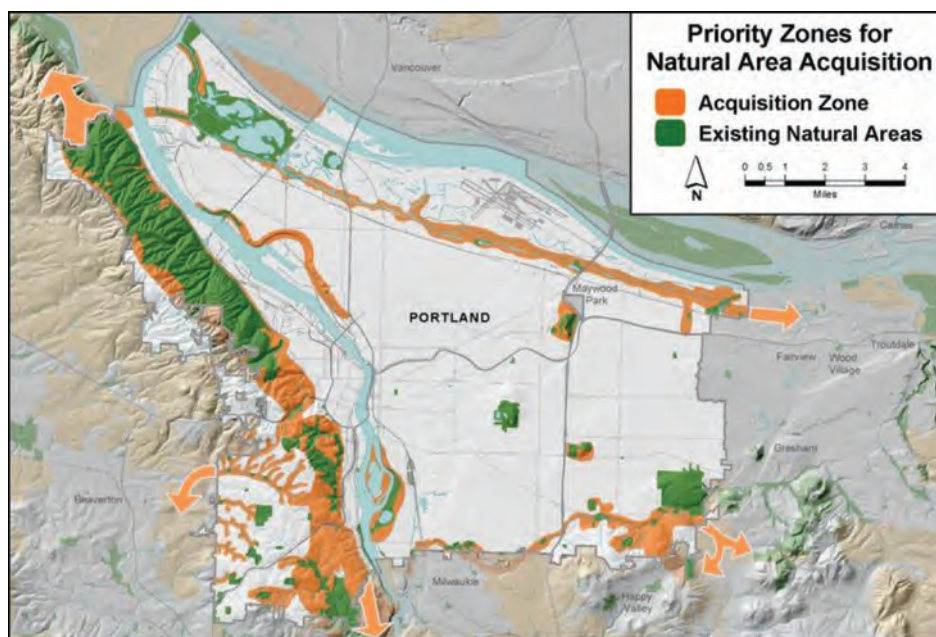 Priority Zones for
Natural Area Acquisition
Acquisition Zone
Existing Natural Areas
N
0 0.5 1 2 3 4
Miles
Vancouver
Camas
Maywood
Park
PORTLAND
Troutdale
Fairview
Wood
Village
Gresham
Beaverton
Milwaukie
Happy
Valley